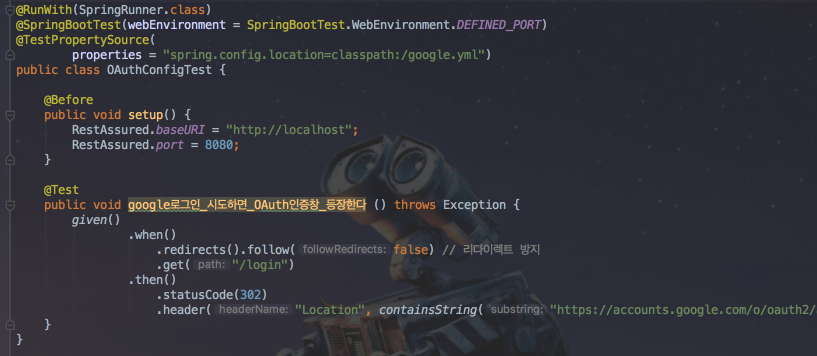 @RunWith(SpringRunner.class)
@SpringBootTest(webEnvironment = SpringBootTest.WebEnvironment.DEFINED_PORT)
@TestPropertySource(
        properties = "spring.config.location=classpath:/google.yml")
public class OAuthConfigTest {
    @Before
    public void setup() {
        RestAssured.baseURI = "http://localhost";
        RestAssured.port = 8080;
    }
    @Test
    public void google로그인_시도하면_OAuth인증창_등장한다 () throws Exception {
        given()
                .when()
                    .redirects().follow( followRedirects: false) // 리다이렉트 방지
                    .get( path: "/login")
                .then()
                    .statusCode(302)
                    .header( headerName: "Location", containsString( substring: "https://accounts.google.com/o/oauth2/
    }
}